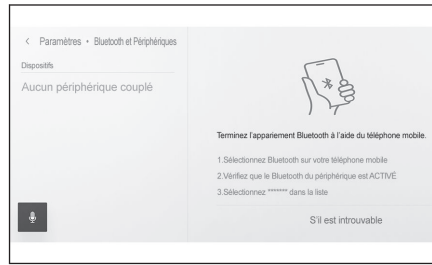 < Paramètres • Bluetooth et Périphériques
Dispositifs
Aucun périphérique couplé
Terminez l'appariement Bluetooth à l'aide du téléphone mobile.
1.Sélectionnez Bluetooth sur votre téléphone mobile
2.Vérifiez que le Bluetooth du périphérique est ACTIVÉ
3.Sélectionnez ******* dans la liste
S'il est introuvable